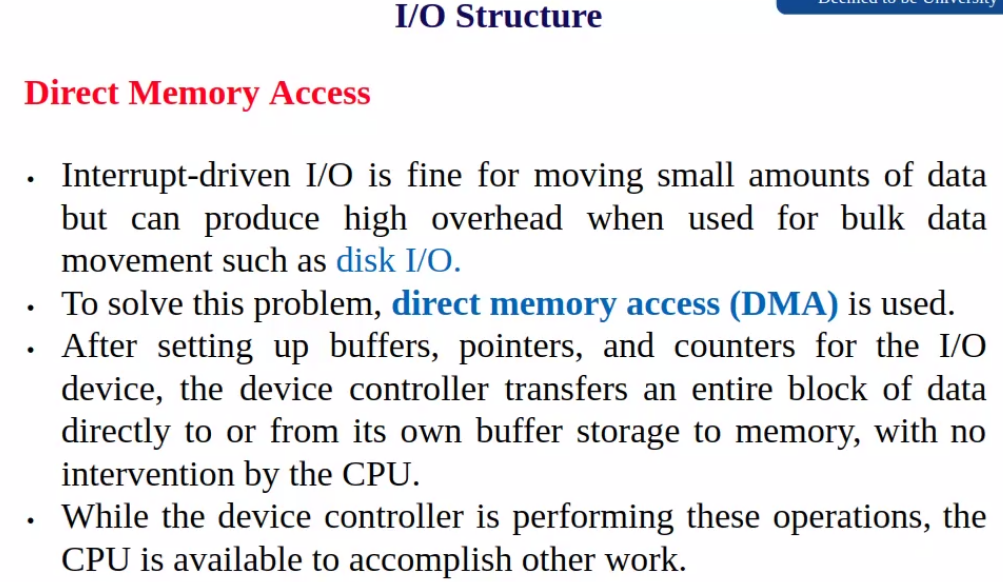 Deemed to be University
I/O Structure
Direct Memory Access
• Interrupt-driven I/O is fine for moving small amounts of data
but can produce high overhead when used for bulk data
movement such as disk I/O.
• To solve this problem, direct memory access (DMA) is used.
• After setting up buffers, pointers, and counters for the I/O
device, the device controller transfers an entire block of data
directly to or from its own buffer storage to memory, with no
intervention by the CPU.
• While the device controller is performing these operations, the
CPU is available to accomplish other work.